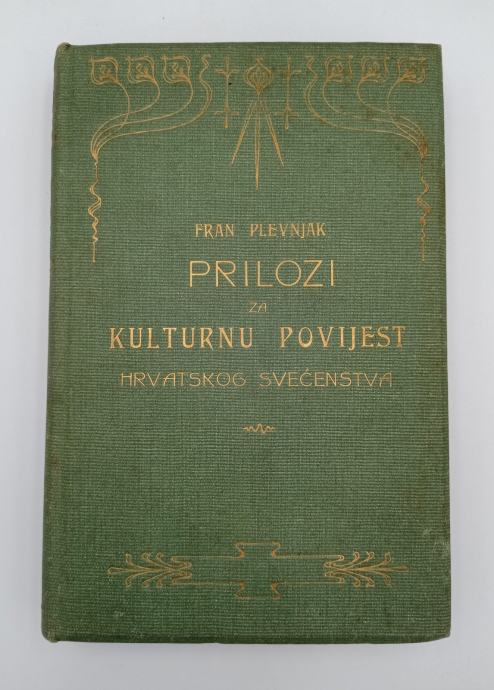 FRAN PLEVNJAK
PRILOZI
ZA
KULTURNU POVIJEST
HRVATSKOG SVEĆENSTVA